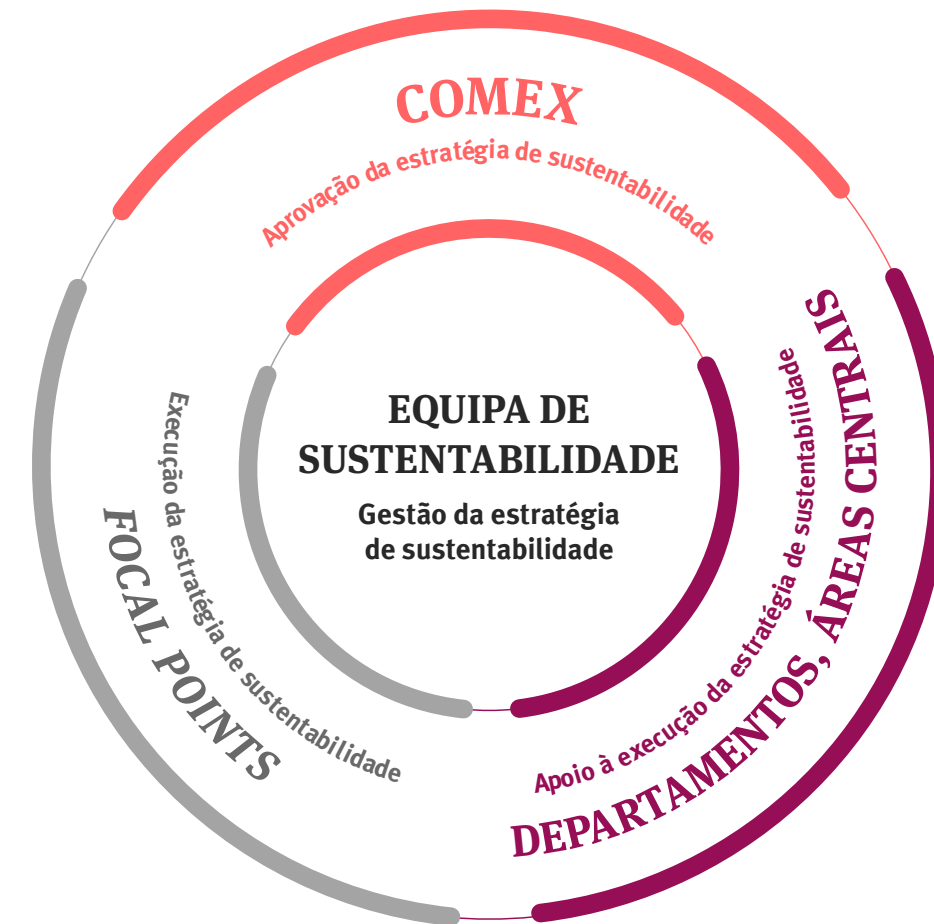 COMEX
Aprovação da estratégia de sustentabilidade
EQUIPA DE
SUSTENTABILIDADE
Gestão da estratégia
de sustentabilidade
DEPARTAMENTOS, ÁREAS CENTRAIS
Apoio à execução da estratégia de sustentabilidade
FOCAL POINTS
Execução da estratégia de sustentabilidade